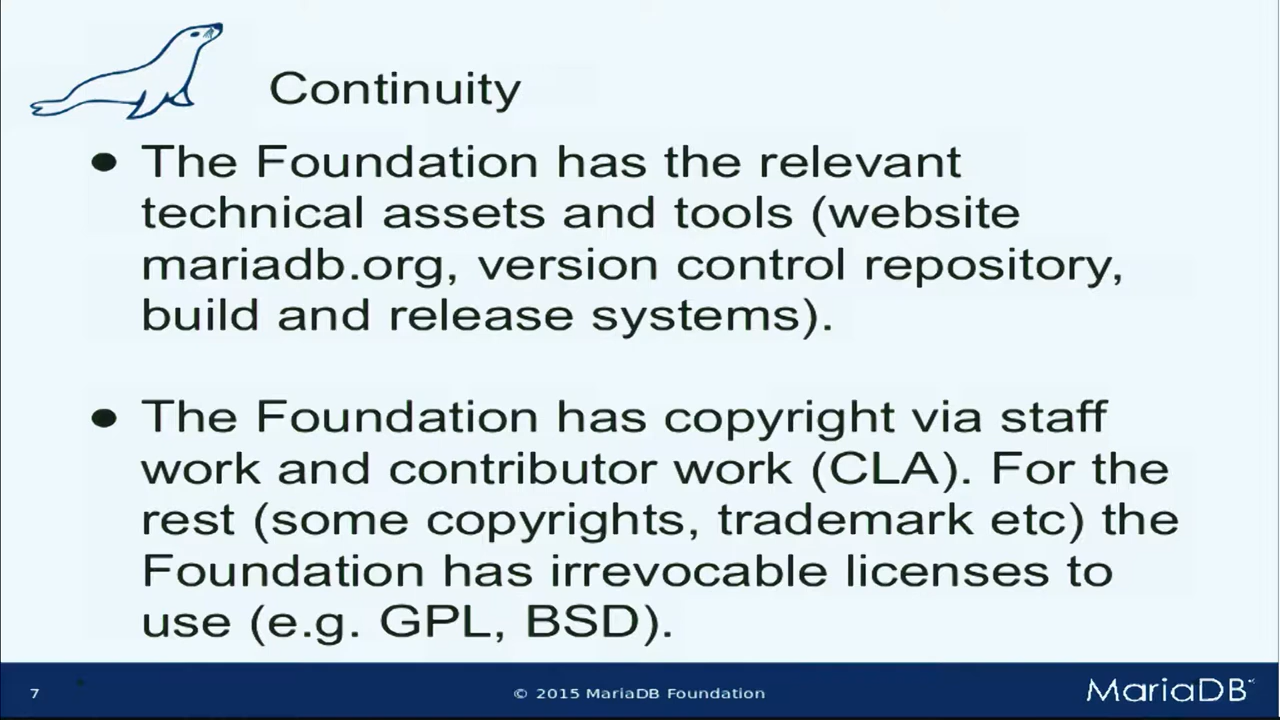 Continuity
● The Foundation has the relevant
technical assets and tools (website
mariadb.org, version control repository,
build and release systems).
● The Foundation has copyright via staff
work and contributor work (CLA). For the
rest (some copyrights, trademark etc) the
Foundation has irrevocable licenses to
use (e.g. GPL, BSD).
7
© 2015 MariaDB Foundation
MariaDB